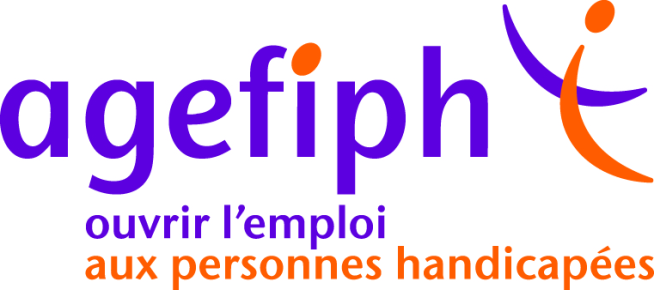 agefiph
ouvrir l’emploi
aux personnes handicapées